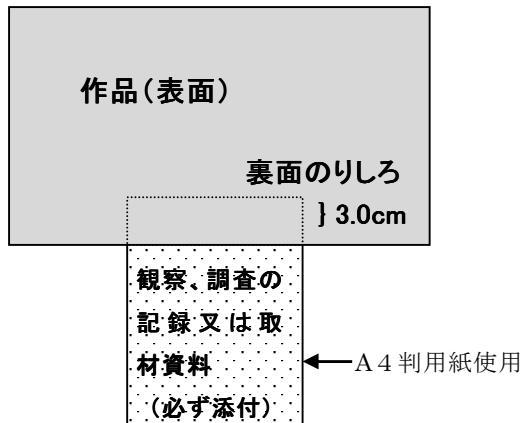 作品(表面)
裏面のりしろ
} 3.0cm
観察、調査の
記録又は取
材資料
(必ず添付)
A4判用紙使用